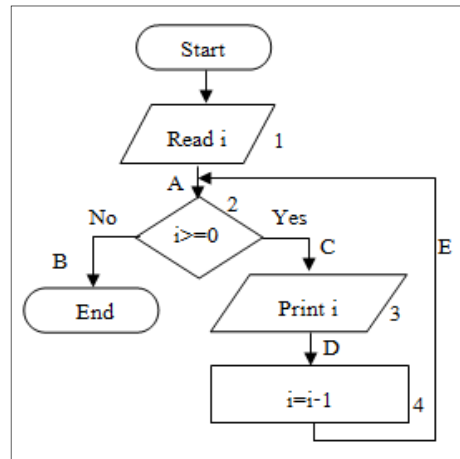 Start
Read i
1
A
2
No
Yes
i>=0
E
B
C
End
Print i
3
D
i=i-1
4